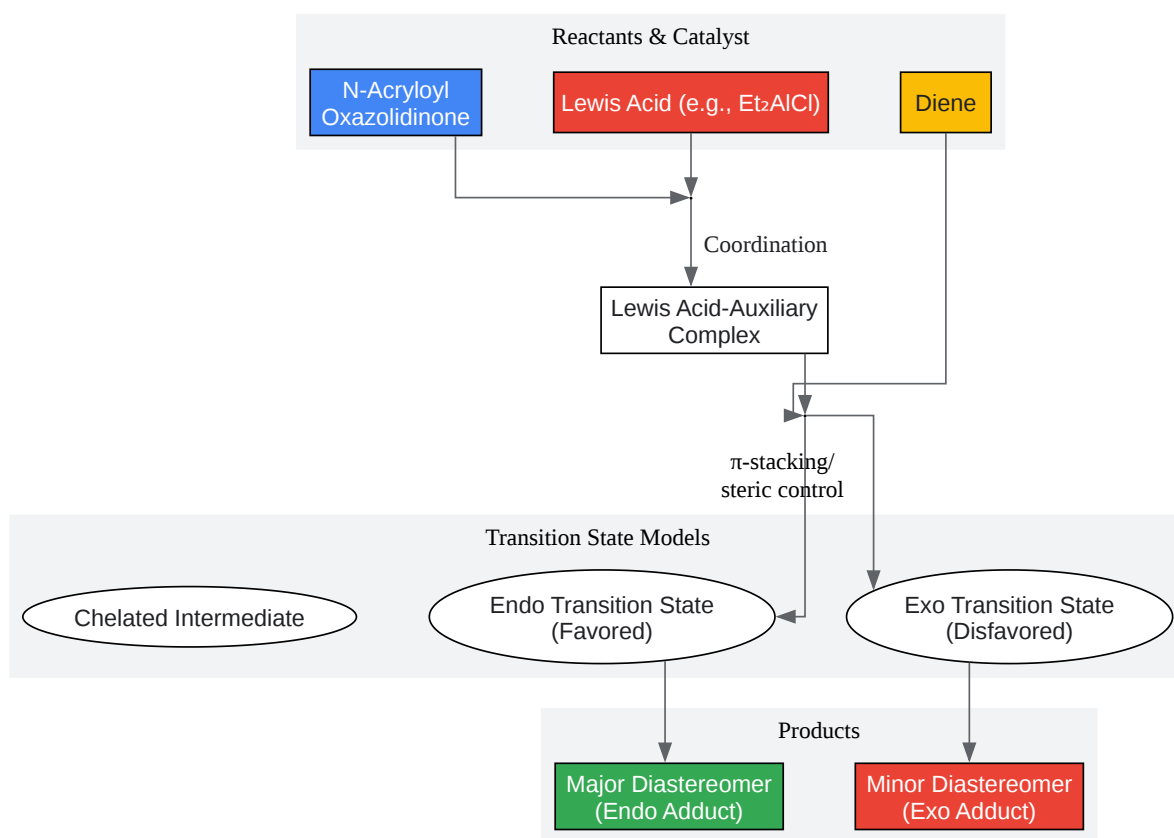 Reactants & Catalyst
N-Acryloyl
Oxazolidinone
Lewis Acid (e.g., Et₂AlCl)
Diene
Coordination
Lewis Acid-Auxiliary
Complex
π-stacking/
steric control
Transition State Models
Chelated Intermediate
Endo Transition State
(Favored)
Exo Transition State
(Disfavored)
Products
Major Diastereomer
(Endo Adduct)
Minor Diastereomer
(Exo Adduct)